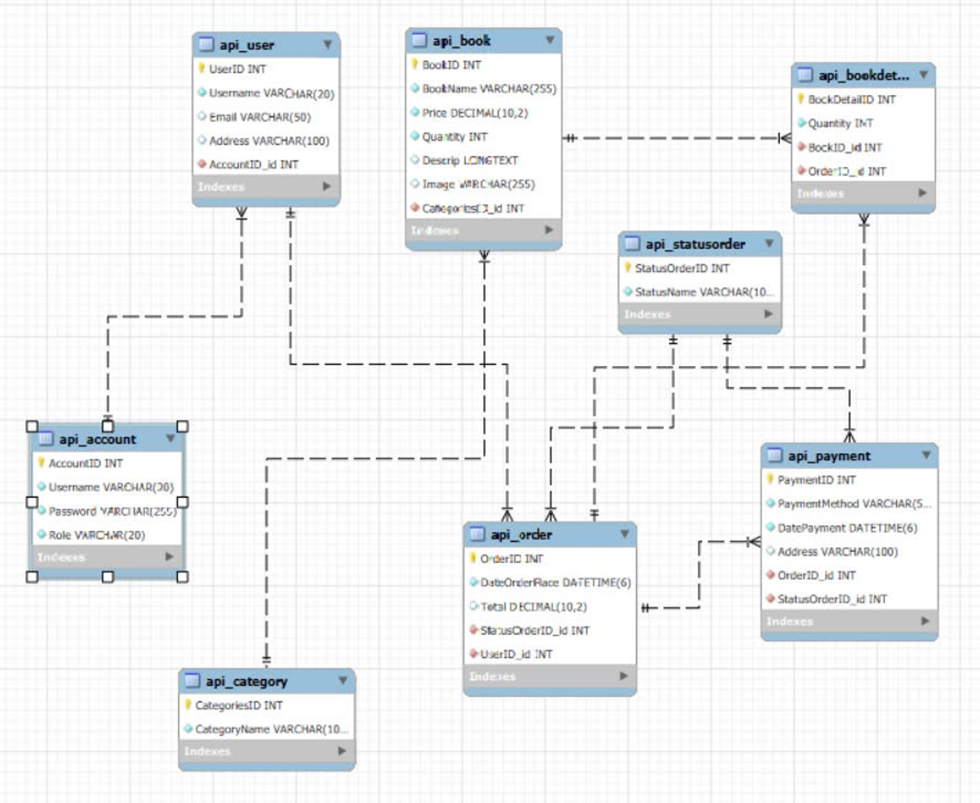 api_user
UserID INT
Username VARCHAR(20)
Email VARCHAR(50)
Address VARCHAR(100)
AccountID_id INT
Indexes
api_book
BookID INT
BookName VARCHAR(255)
Price DECIMAL(10,2)
Quantity INT
Descrip LONGTEXT
Image VARCHAR(255)
CategoriesID_id INT
Indexes
api_bookdet...
BockDetailID INT
Quantity INT
BockID_id INT
OrderID_id INT
Indexes
api_statusorder
StatusOrderID INT
StatusName VARCHAR(10...
Indexes
api_account
AccountID INT
Username VARCHAR(20)
Password VARCHAR(255)
Role VARCHAR(20)
Indexes
api_order
OrderID INT
DateOrderPlace DATETIME(6)
Total DECIMAL(10,2)
StatusOrderID_id INT
UserID_id INT
Indexes
api_payment
PaymentID INT
PaymentMethod VARCHAR(5...
DatePayment DATETIME(6)
Address VARCHAR(100)
OrderID_id INT
StatusOrderID_id INT
Indexes
api_category
CategoriesID INT
CategoryName VARCHAR(10...
Indexes